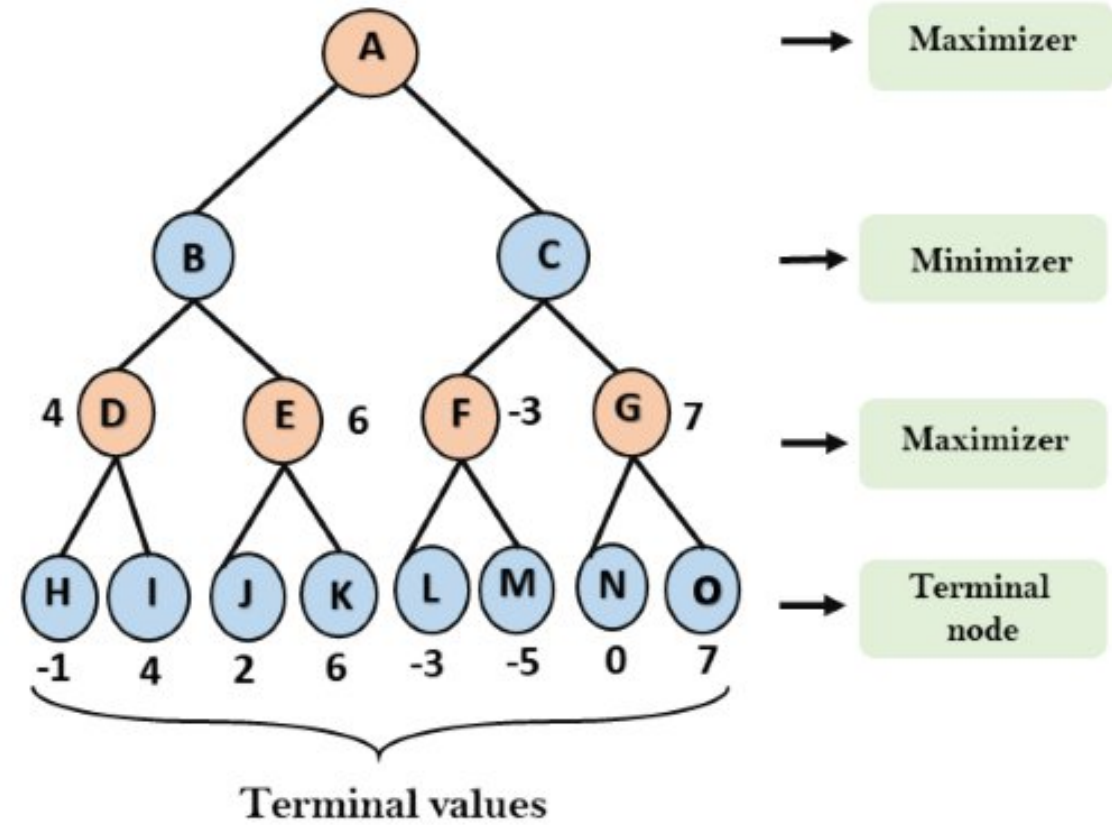 A
Maximizer
B
C
Minimizer
4 D
E 6
F -3
G 7
Maximizer
H I J K L M N O
Terminal
node
-1 4 2 6 -3 -5 0 7
Terminal values